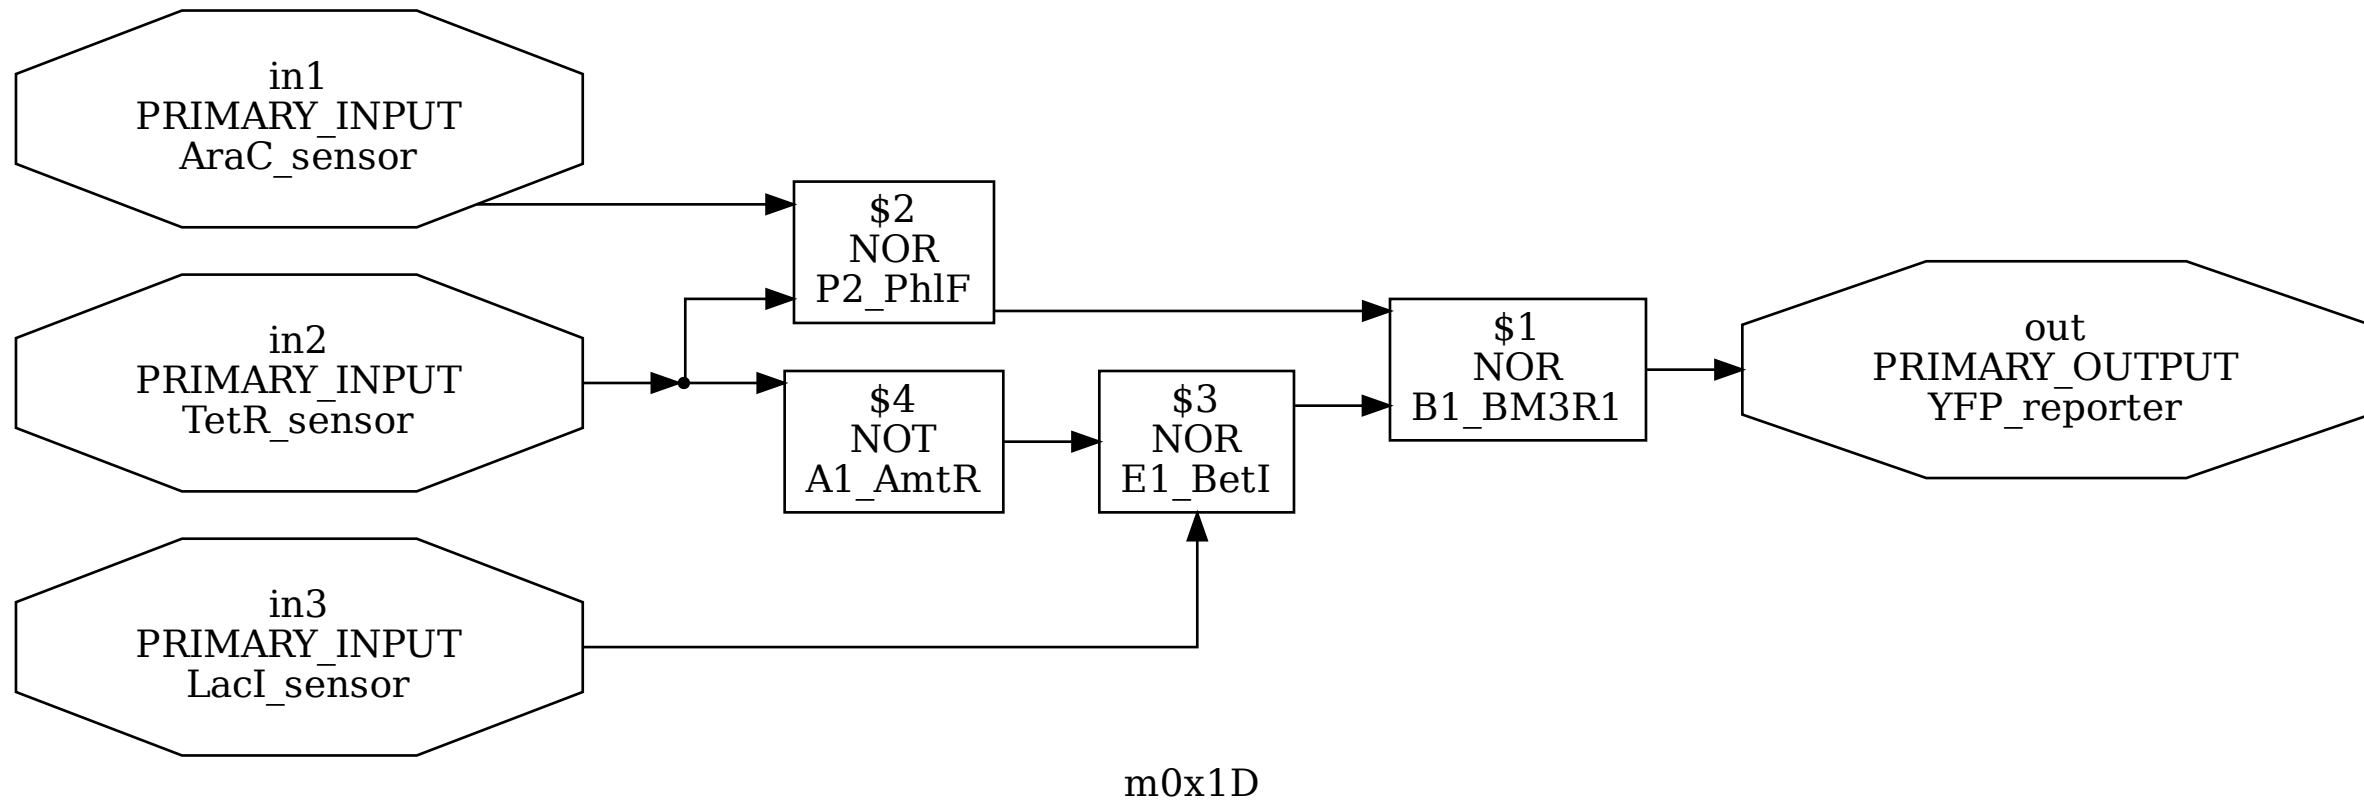 in1
PRIMARY_INPUT
AraC_sensor
in2
PRIMARY_INPUT
TetR_sensor
in3
PRIMARY_INPUT
LacI_sensor
$2
NOR
P2_PhlF
$4
NOT
A1_AmtR
$3
NOR
E1_BetI
$1
NOR
B1_BM3R1
out
PRIMARY_OUTPUT
YFP_reporter
m0x1D